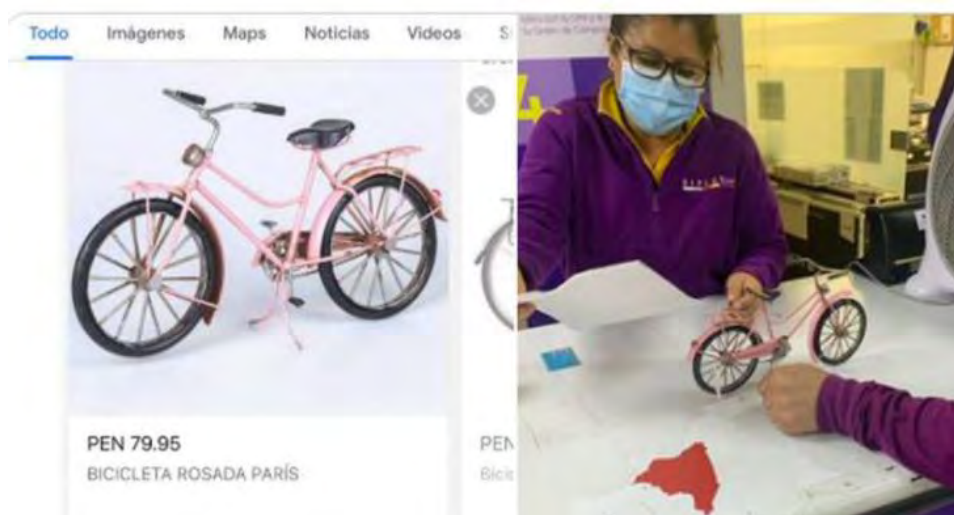 Todo Imágenes Maps Noticias Videos
PEN 79.95
BICICLETA ROSADA PARÍS
PEN